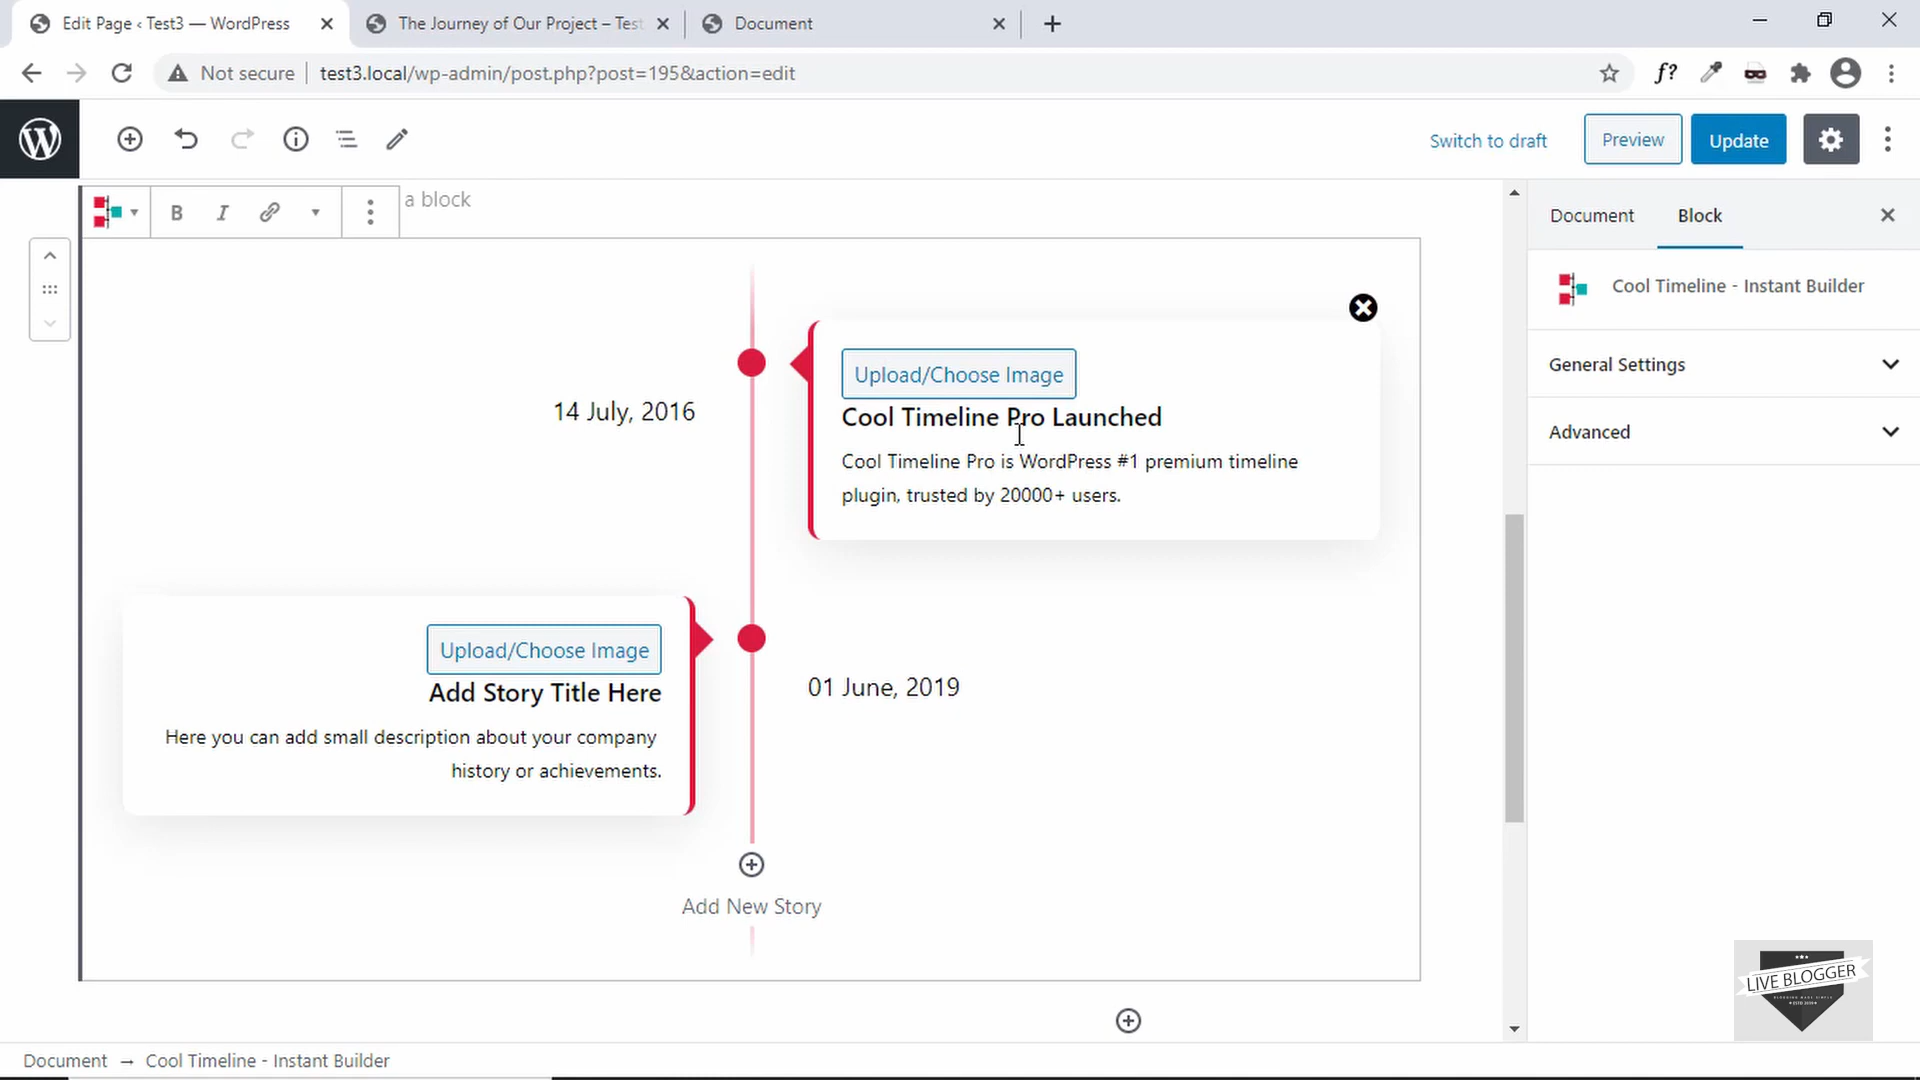 Edit Page ‹ Test3 — WordPress
The Journey of Our Project – Test
Document
Not secure
test3.local/wp-admin/post.php?post=195&action=edit
f?
Switch to draft
Preview
Update
B I
a block
Document
Block
Cool Timeline - Instant Builder
General Settings
Advanced
Upload/Choose Image
14 July, 2016
Cool Timeline Pro Launched
Cool Timeline Pro is WordPress #1 premium timeline
plugin, trusted by 20000+ users.
Upload/Choose Image
Add Story Title Here
01 June, 2019
Here you can add small description about your company
history or achievements.
Add New Story
LIVE BLOGGER
Document → Cool Timeline - Instant Builder